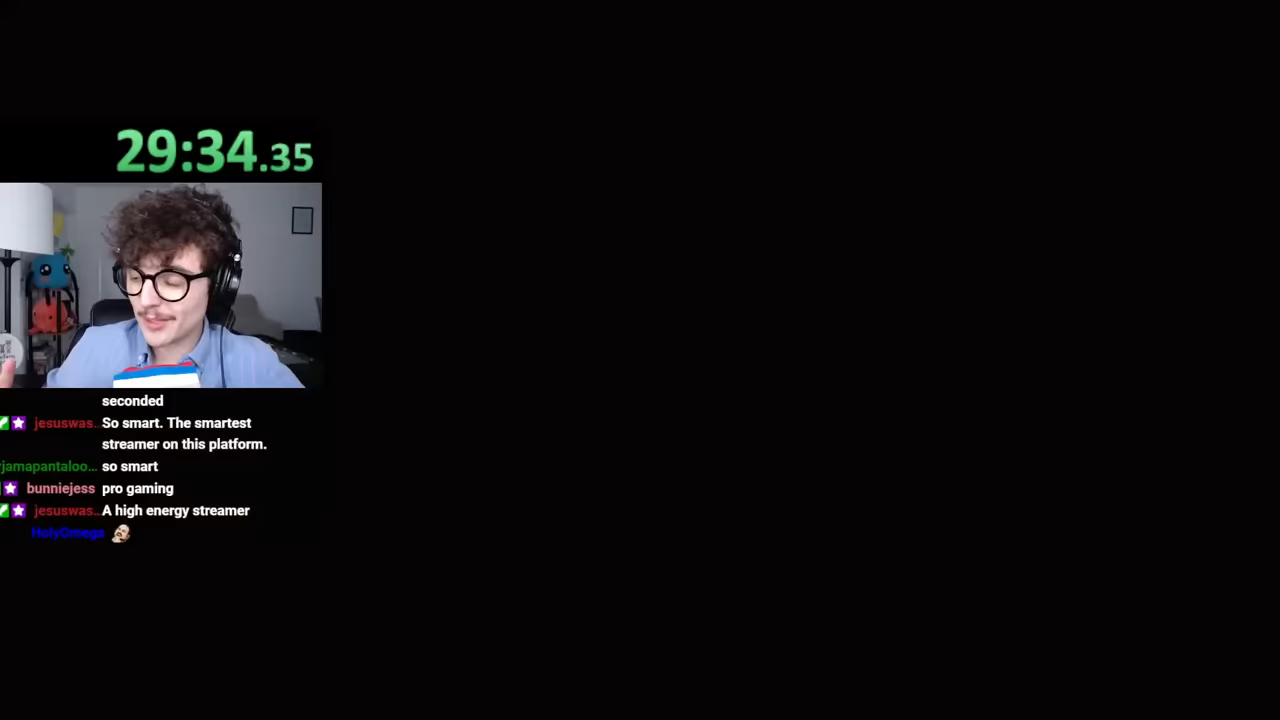 29:34.35
seconded
jesuswas… So smart. The smartest
streamer on this platform.
jamapantaloo… so smart
bunniejess pro gaming
jesuswas… A high energy streamer
HolyOmega